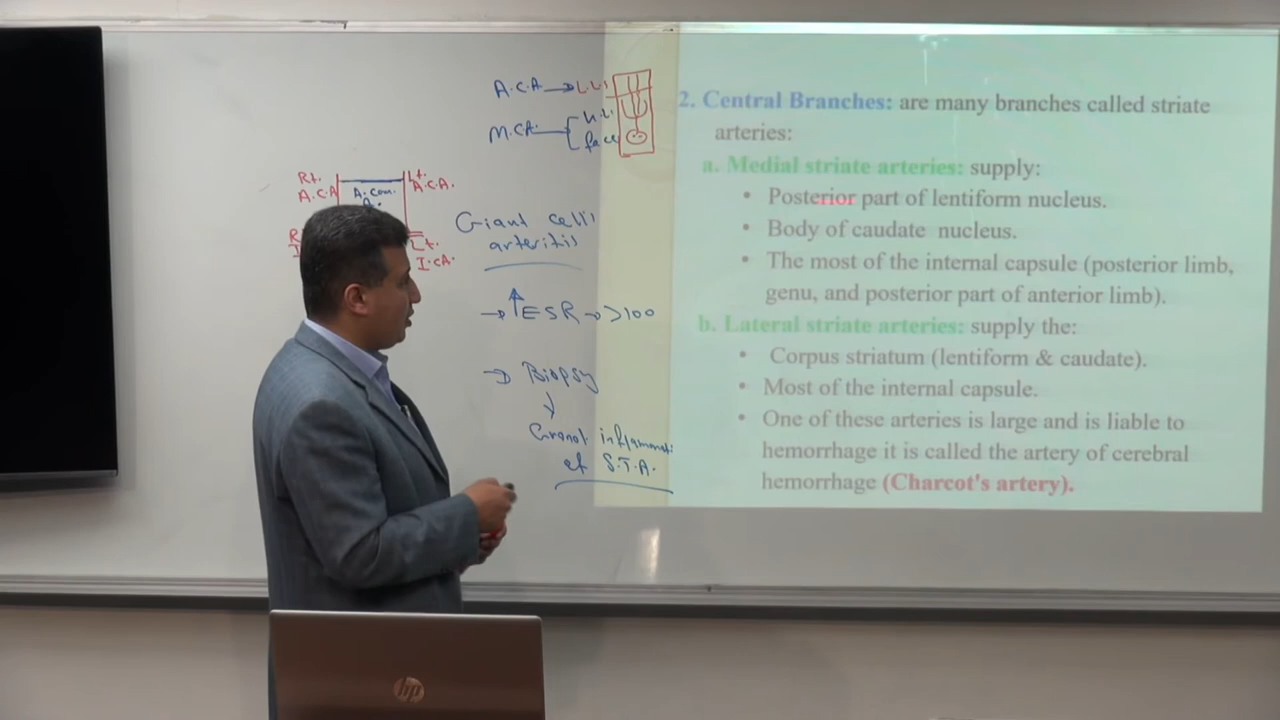 A.C.A → L.L
M.C.A. U.L.
face
Rt. A.C.A
Lt. A.C.A.
A. Com. A.
R
I
Lt. I.C.A.
Giant cell
arteritis
→ ↑ESR → >100
→ Biopsy
↓
of S.T.A.
2. Central Branches: are many branches called striate
arteries:
a. Medial striate arteries: supply:
• Posterior part of lentiform nucleus.
• Body of caudate nucleus.
• The most of the internal capsule (posterior limb,
genu, and posterior part of anterior limb).
b. Lateral striate arteries: supply the:
• Corpus striatum (lentiform & caudate).
• Most of the internal capsule.
• One of these arteries is large and is liable to
hemorrhage it is called the artery of cerebral
hemorrhage (Charcot's artery).
hp